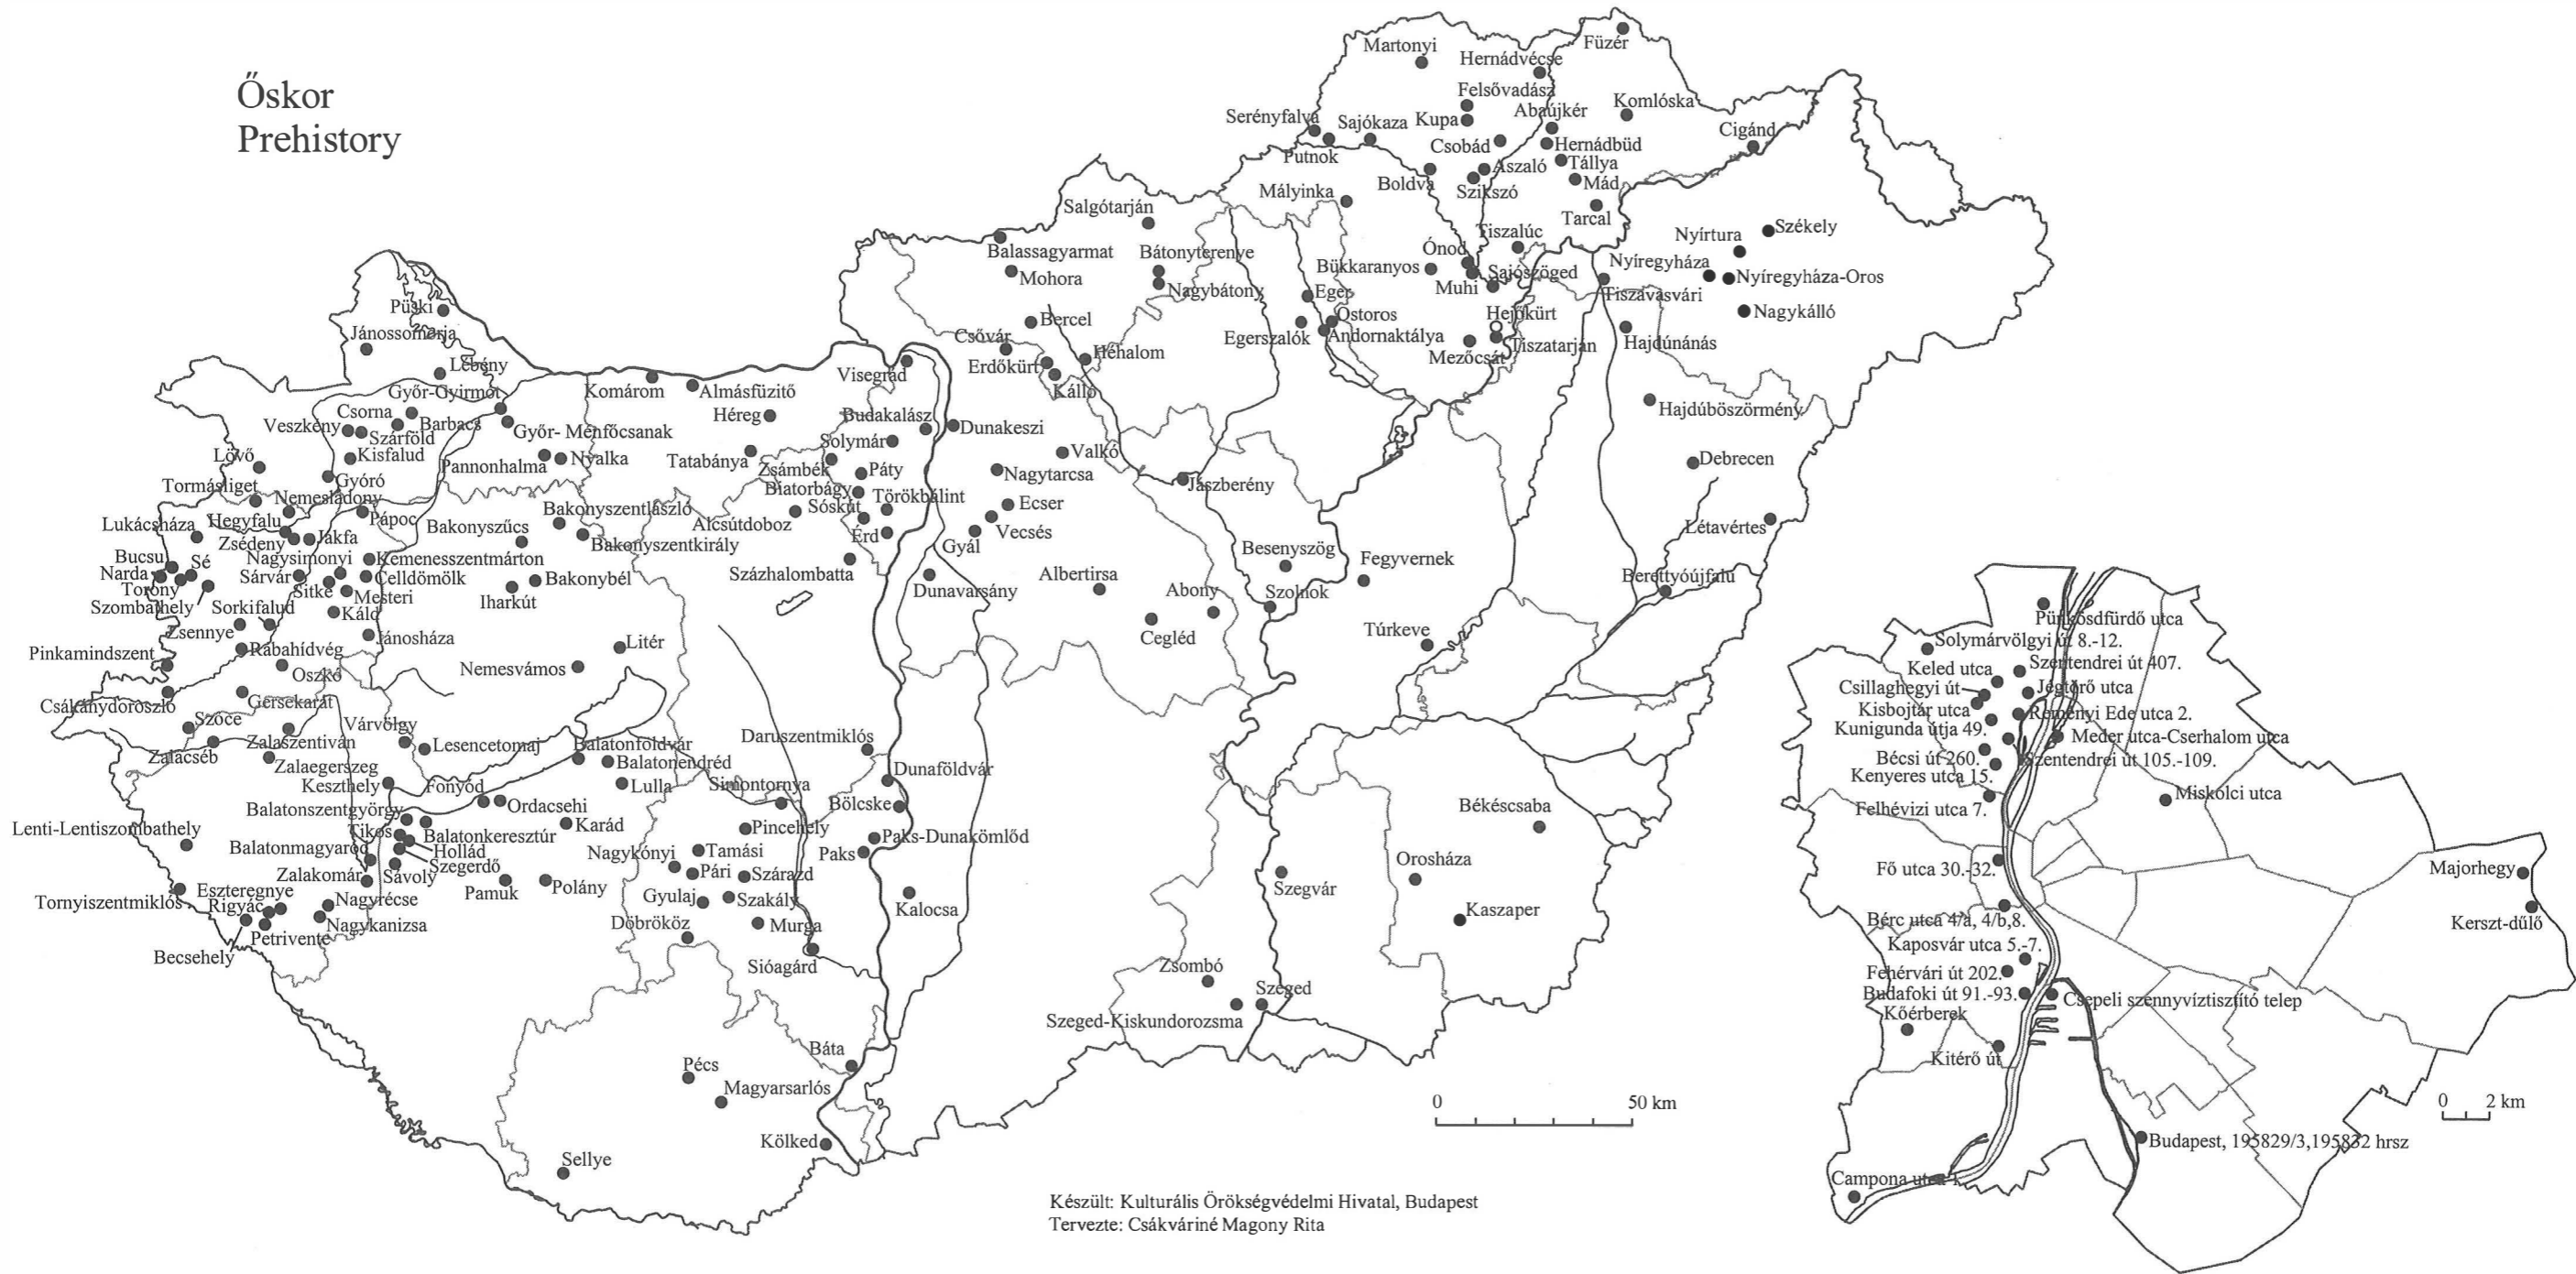 Őskor
Prehistory
Martonyi
Füzér
Hernádvécse
Felsővadász
Abaújkér
Komlóska
Serényfalva
Sajókaza
Kupa
Cigánd
Csobád
Hernádbüd
Putnok
Aszaló
Tállya
Boldva
Szikszó
Mád
Mályinka
Tarcal
Salgótarján
Székely
Tiszalúc
Nyírtura
Balassagyarmat
Bátonyterenye
Ónod
Mohora
Bükkaranyos
Sajószöged
Nyíregyháza
Nyíregyháza-Oros
Nagybátony
Eger
Muhi
Tiszavasvári
Nagykálló
Püski
Bercel
Ostoros
Hejőkürt
Jánossomorja
Csővár
Egerszalók
Andornaktálya
Tiszatarján
Hajdúnánás
Lébény
Erdőkürt
Héhalom
Mezőcsát
Visegrád
Győr-Gyirmót
Komárom
Almásfüzitő
Kálló
Csorna
Barbacs
Héreg
Budakalász
Hajdúböszörmény
Veszkény
Szárföld
Győr- Ménfőcsanak
Solymár
Dunakeszi
Lövő
Kisfalud
Pannonhalma
Nyalka
Tatabánya
Zsámbék
Páty
Valkó
Debrecen
Tormásliget
Gyóró
Biatorbágy
Nagytarcsa
Jászberény
Nemesládony
Törökbálint
Lukácsháza
Hegyfalu
Pápoc
Bakonyszűcs
Bakonyszentlászló
Alcsútdoboz
Sóskút
Ecser
Létavértes
Zsédeny
Jákfa
Bakonyszentkirály
Érd
Gyál
Vecsés
Bucsu
Sé
Nagysimonyi
Kemenesszentmárton
Besenyszög
Fegyvernek
Narda
Sárvár
Celldömölk
Bakonybél
Százhalombatta
Albertirsa
Berettyóújfalu
Torony
Sitke
Mesteri
Dunavarsány
Abony
Szolnok
Szombathely
Sorkifalud
Káld
Iharkút
Zsennye
Jánosháza
Litér
Cegléd
Túrkeve
Pinkamindszent
Rábahídvég
Nemesvámos
Oszkó
Csákánydoroszló
Gersekarát
Szőce
Várvölgy
Zalacséb
Zalaszentiván
Lesencetomaj
Balatonföldvár
Daruszentmiklós
Zalaegerszeg
Balatonendréd
Dunaföldvár
Keszthely
Fonyód
Lulla
Simontornya
Balatonszentgyörgy
Ordacsehi
Bölcske
Békéscsaba
Lenti-Lentiszombathely
Tikos
Balatonkeresztúr
Karád
Pincehely
Paks-Dunakömlőd
Balatonmagyaród
Hollád
Nagykónyi
Tamási
Paks
Orosháza
Szegerdő
Zalakomár
Sávoly
Pamuk
Polány
Pári
Szárazd
Szegvár
Tornyiszentmiklós
Eszteregnye
Nagyrécse
Gyulaj
Szakály
Kalocsa
Kaszaper
Rigyác
Nagykanizsa
Döbrököz
Murga
Petrivente
Becsehely
Sióagárd
Zsombó
Szeged
Szeged-Kiskundorozsma
Báta
Pécs
Magyarsarlós
Kölked
Sellye
0 50 km
Pünkösdfürdő utca
Solymárvölgyi út 8.-12.
Keled utca
Szentendrei út 407.
Csillaghegyi út
Jégtörő utca
Kisbojtár utca
Reményi Ede utca 2.
Kunigunda útja 49.
Meder utca-Cserhalom utca
Bécsi út 260.
Szentendrei út 105.-109.
Kenyeres utca 15.
Miskolci utca
Felhévizi utca 7.
Fő utca 30.-32.
Majorhegy
Bérc utca 4/a, 4/b,8.
Kerszt-dűlő
Kaposvár utca 5.-7.
Fehérvári út 202.
Budafoki út 91.-93.
Csepeli szennyvíztisztító telep
Kőérberek
Kitérő út
0 2 km
Budapest, 195829/3,195832 hrsz
Campona utca 1.
Készült: Kulturális Örökségvédelmi Hivatal, Budapest
Tervezte: Csákváriné Magony Rita